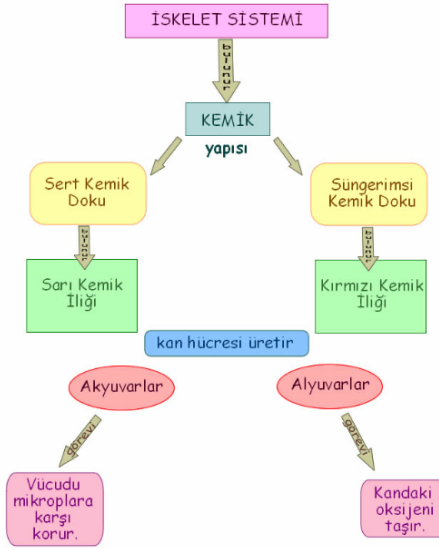 İSKELET SİSTEMİ
bulunur
KEMİK
yapısı
Sert Kemik
Doku
Süngerimsi
Kemik Doku
bulunur
bulunur
Sarı Kemik
İliği
Kırmızı Kemik
İliği
kan hücresi üretir
Akyuvarlar
Alyuvarlar
görevi
görevi
Vücudu
mikroplara
karşı
korur.
Kandaki
oksijeni
taşır.